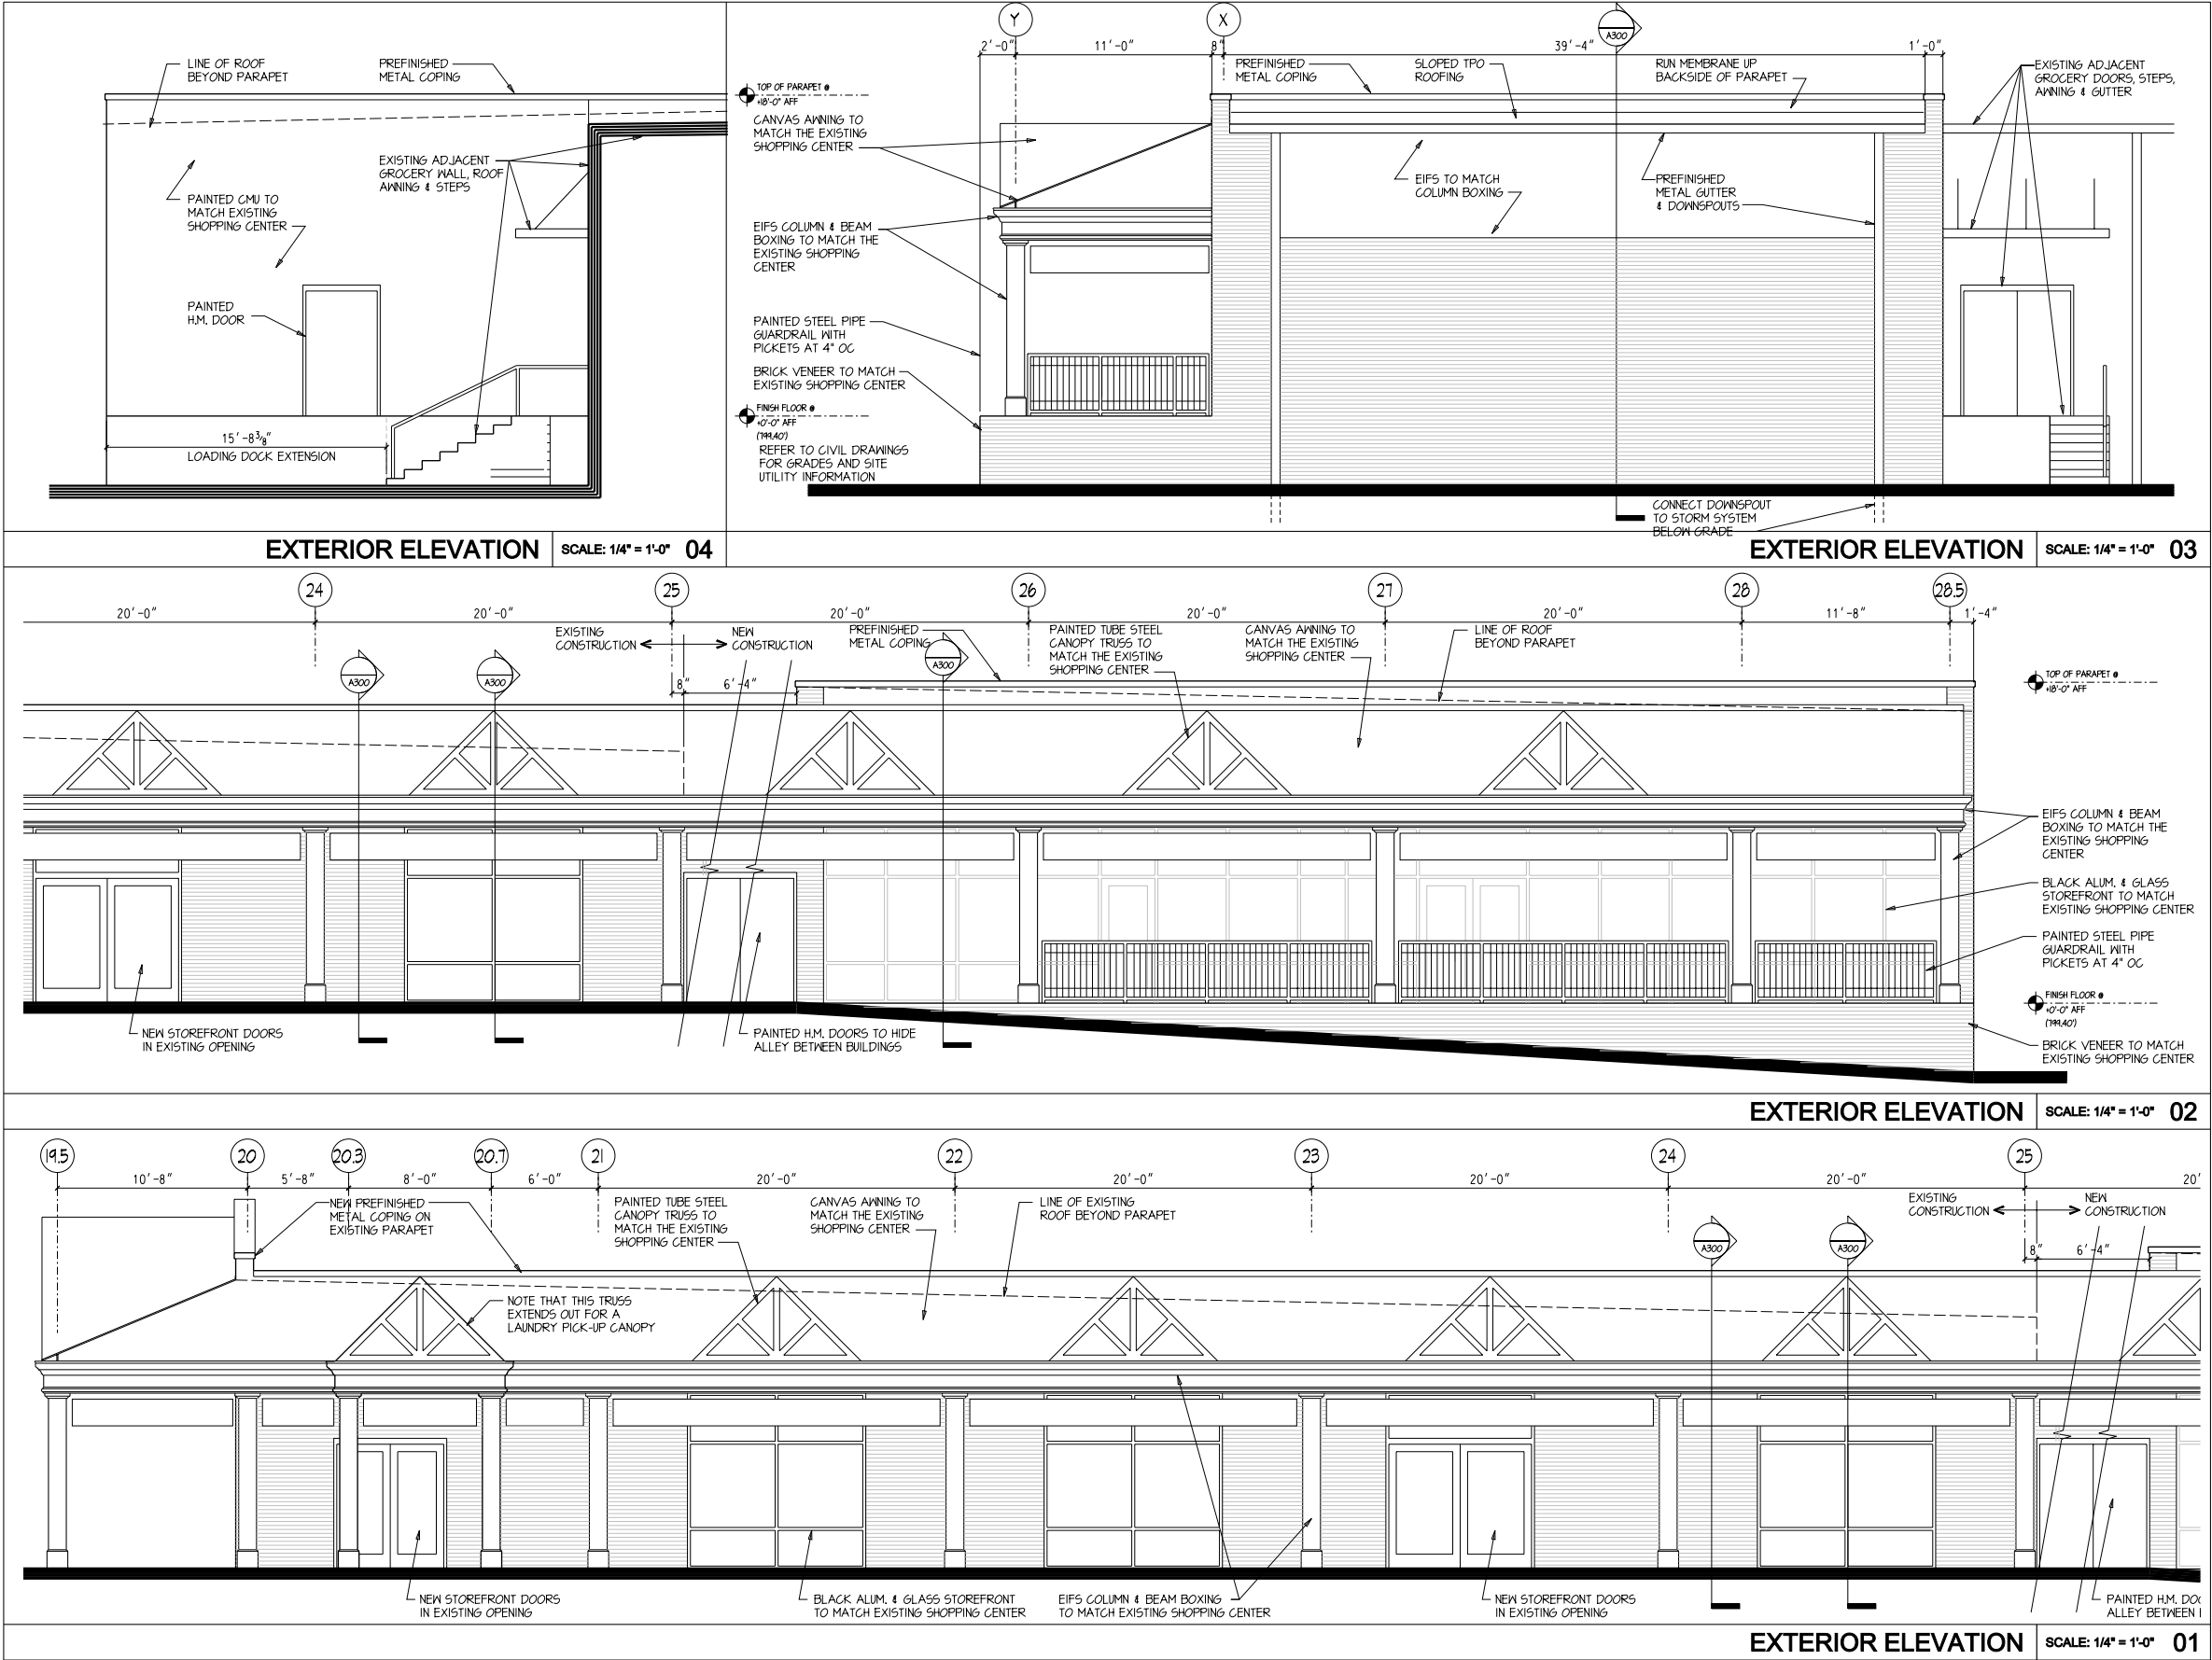 LINE OF ROOF
BEYOND PARAPET
PREFINISHED
METAL COPING
EXISTING ADJACENT
GROCERY WALL, ROOF
AWNING & STEPS
PAINTED CMU TO
MATCH EXISTING
SHOPPING CENTER
PAINTED
H.M. DOOR
15'-8⅜"
LOADING DOCK EXTENSION
EXTERIOR ELEVATION
SCALE: 1/4" = 1'-0"
04
Y
X
A300
2'-0"
11'-0"
8"
39'-4"
1'-0"
PREFINISHED
METAL COPING
SLOPED TPO
ROOFING
RUN MEMBRANE UP
BACKSIDE OF PARAPET
EXISTING ADJACENT
GROCERY DOORS, STEPS,
AWNING & GUTTER
TOP OF PARAPET @
+18'-0" AFF
CANVAS AWNING TO
MATCH THE EXISTING
SHOPPING CENTER
EIFS TO MATCH
COLUMN BOXING
PREFINISHED
METAL GUTTER
& DOWNSPOUTS
EIFS COLUMN & BEAM
BOXING TO MATCH THE
EXISTING SHOPPING
CENTER
PAINTED STEEL PIPE
GUARDRAIL WITH
PICKETS AT 4" OC
BRICK VENEER TO MATCH
EXISTING SHOPPING CENTER
FINISH FLOOR @
+0'-0" AFF
(799.40')
REFER TO CIVIL DRAWINGS
FOR GRADES AND SITE
UTILITY INFORMATION
CONNECT DOWNSPOUT
TO STORM SYSTEM
BELOW GRADE
EXTERIOR ELEVATION
SCALE: 1/4" = 1'-0"
03
24
25
26
27
28
28.5
20'-0"
20'-0"
20'-0"
20'-0"
20'-0"
11'-8"
1'-4"
EXISTING
CONSTRUCTION
NEW
CONSTRUCTION
PREFINISHED
METAL COPING
PAINTED TUBE STEEL
CANOPY TRUSS TO
MATCH THE EXISTING
SHOPPING CENTER
CANVAS AWNING TO
MATCH THE EXISTING
SHOPPING CENTER
LINE OF ROOF
BEYOND PARAPET
A300
A300
A300
8"
6'-4"
TOP OF PARAPET @
+18'-0" AFF
EIFS COLUMN & BEAM
BOXING TO MATCH THE
EXISTING SHOPPING
CENTER
BLACK ALUM. & GLASS
STOREFRONT TO MATCH
EXISTING SHOPPING CENTER
PAINTED STEEL PIPE
GUARDRAIL WITH
PICKETS AT 4" OC
FINISH FLOOR @
+0'-0" AFF
(799.40')
BRICK VENEER TO MATCH
EXISTING SHOPPING CENTER
NEW STOREFRONT DOORS
IN EXISTING OPENING
PAINTED H.M. DOORS TO HIDE
ALLEY BETWEEN BUILDINGS
EXTERIOR ELEVATION
SCALE: 1/4" = 1'-0"
02
19.5
20
20.3
20.7
21
22
23
24
25
10'-8"
5'-8"
8'-0"
6'-0"
20'-0"
20'-0"
20'-0"
20'-0"
20'
NEW PREFINISHED
METAL COPING ON
EXISTING PARAPET
PAINTED TUBE STEEL
CANOPY TRUSS TO
MATCH THE EXISTING
SHOPPING CENTER
CANVAS AWNING TO
MATCH THE EXISTING
SHOPPING CENTER
LINE OF EXISTING
ROOF BEYOND PARAPET
EXISTING
CONSTRUCTION
NEW
CONSTRUCTION
A300
A300
8"
6'-4"
NOTE THAT THIS TRUSS
EXTENDS OUT FOR A
LAUNDRY PICK-UP CANOPY
NEW STOREFRONT DOORS
IN EXISTING OPENING
BLACK ALUM. & GLASS STOREFRONT
TO MATCH EXISTING SHOPPING CENTER
EIFS COLUMN & BEAM BOXING
TO MATCH EXISTING SHOPPING CENTER
NEW STOREFRONT DOORS
IN EXISTING OPENING
PAINTED H.M. DOO
ALLEY BETWEEN
EXTERIOR ELEVATION
SCALE: 1/4" = 1'-0"
01